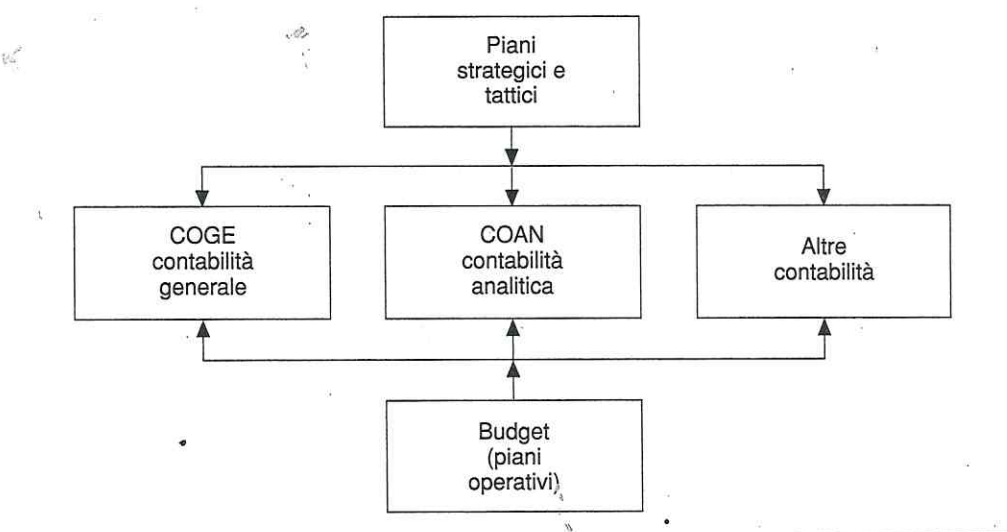 Piani
strategici e
tattici
COGE
contabilità
generale
COAN
contabilità
analitica
Altre
contabilità
Budget
(piani
operativi)